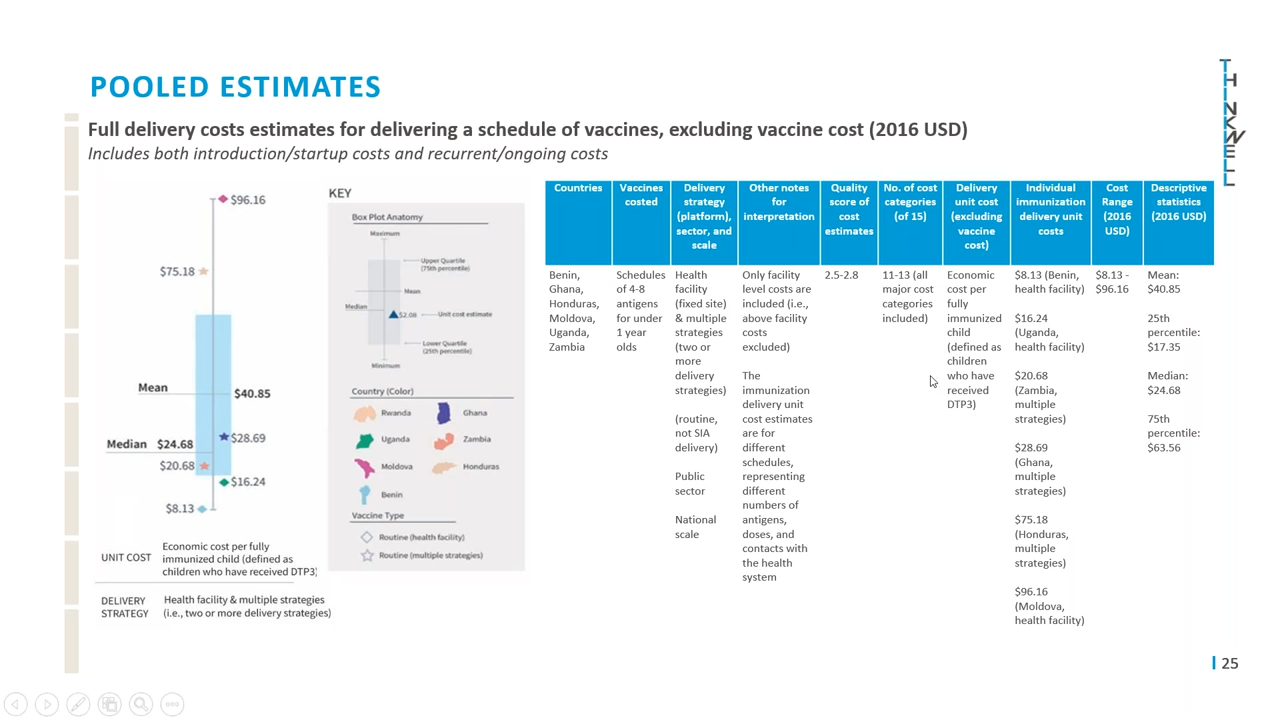 POOLED ESTIMATES
Full delivery costs estimates for delivering a schedule of vaccines, excluding vaccine cost (2016 USD)
Includes both introduction/startup costs and recurrent/ongoing costs
THINKWELL
$96.16
$75.18
Mean
$40.85
$28.69
Median $24.68
$20.68
$16.24
$8.13
UNIT COST
Economic cost per fully
immunized child (defined as
children who have received DTP3)
DELIVERY
STRATEGY
Health facility & multiple strategies
(i.e., two or more delivery strategies)
KEY
Box Plot Anatomy
Maximum
Upper Quartile
(75th percentile)
Mean
Median
$2.08
Unit cost estimate
Lower Quartile
(25th percentile)
Minimum
Country (Color)
Rwanda
Ghana
Uganda
Zambia
Moldova
Honduras
Benin
Vaccine Type
Routine (health facility)
Routine (multiple strategies)
Countries
Vaccines
costed
Delivery
strategy
(platform),
sector, and
scale
Other notes
for
interpretation
Quality
score of
cost
estimates
No. of cost
categories
(of 15)
Delivery
unit cost
(excluding
vaccine
cost)
Individual
immunization
delivery unit
costs
Cost
Range
(2016
USD)
Descriptive
statistics
(2016 USD)
Benin,
Ghana,
Honduras,
Moldova,
Uganda,
Zambia
Schedules
of 4-8
antigens
for under
1 year
olds
Health
facility
(fixed site)
& multiple
strategies
(two or
more
delivery
strategies)
(routine,
not SIA
delivery)
Public
sector
National
scale
Only facility
level costs are
included (i.e.,
above facility
costs
excluded)
The
immunization
delivery unit
cost estimates
are for
different
schedules,
representing
different
numbers of
antigens,
doses, and
contacts with
the health
system
2.5-2.8
11-13 (all
major cost
categories
included)
Economic
cost per
fully
immunized
child
(defined as
children
who have
received
DTP3)
$8.13 (Benin,
health facility)
$16.24
(Uganda,
health facility)
$20.68
(Zambia,
multiple
strategies)
$28.69
(Ghana,
multiple
strategies)
$75.18
(Honduras,
multiple
strategies)
$96.16
(Moldova,
health facility)
$8.13 -
$96.16
Mean:
$40.85
25th
percentile:
$17.35
Median:
$24.68
75th
percentile:
$63.56
25